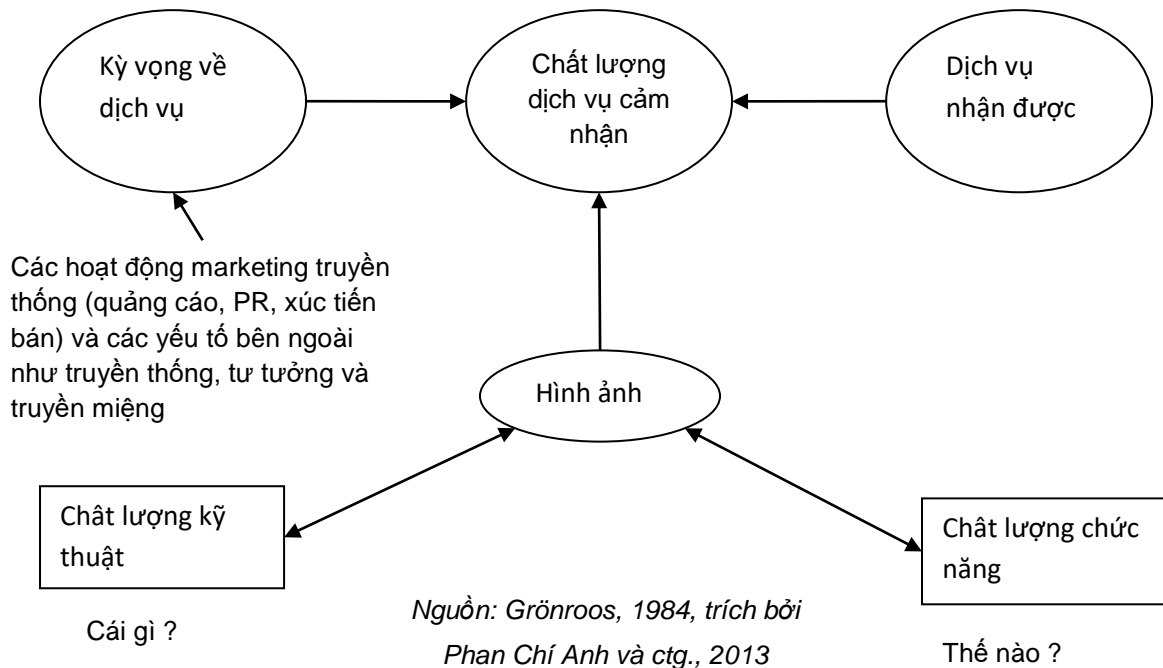 Kỳ vọng về
dịch vụ
Chất lượng
dịch vụ cảm
nhận
Dịch vụ
nhận được
Các hoạt động marketing truyền
thống (quảng cáo, PR, xúc tiến
bán) và các yếu tố bên ngoài
như truyền thống, tư tưởng và
truyền miệng
Hình ảnh
Chât lượng kỹ
thuật
Chât lượng chức
năng
Cái gì ?
Nguồn: Grönroos, 1984, trích bởi
Phan Chí Anh và ctg., 2013
Thế nào ?